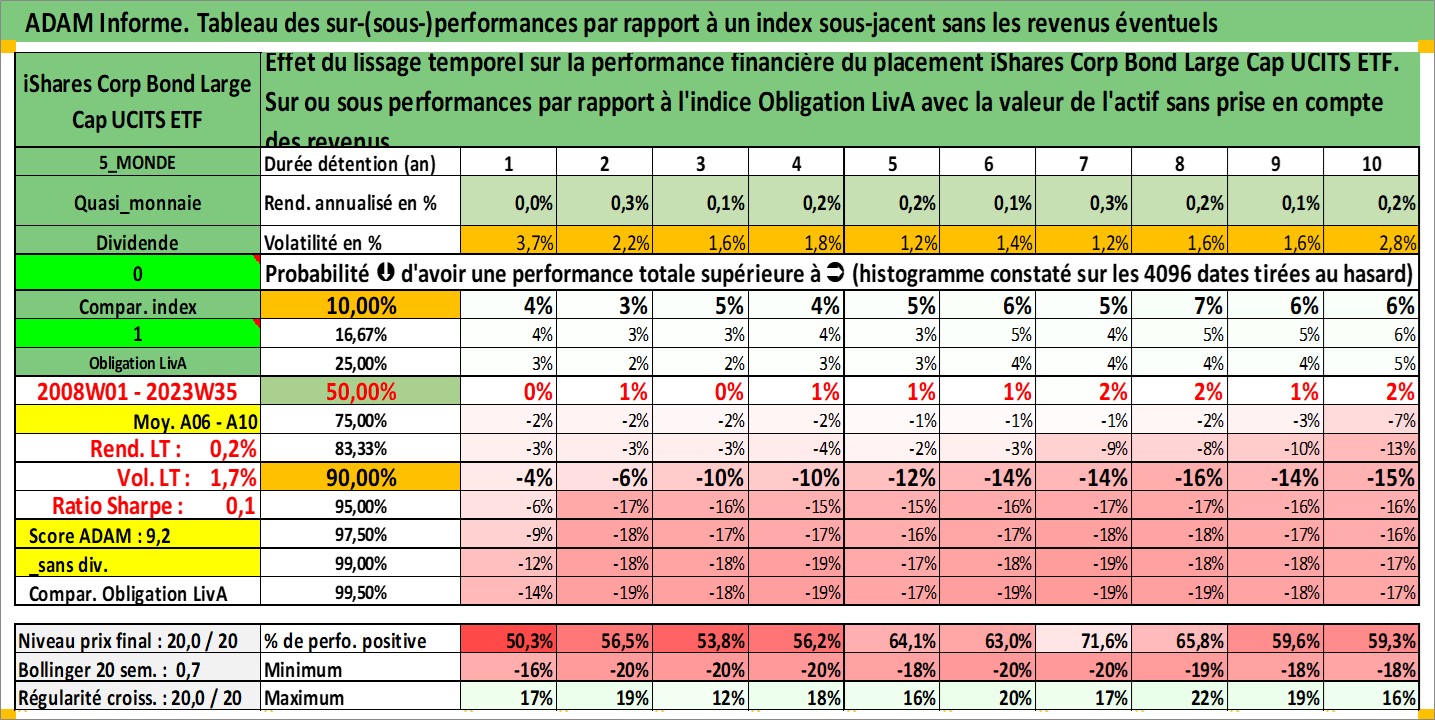 ADAM Informe. Tableau des sur-(sous-)performances par rapport à un index sous-jacent sans les revenus éventuels
iShares Corp Bond Large Cap UCITS ETF
Effet du lissage temporel sur la performance financière du placement iShares Corp Bond Large Cap UCITS ETF.
Sur ou sous performances par rapport à l'indice Obligation LivA avec la valeur de l'actif sans prise en compte
des revenus
5_MONDE Durée détention (an) 1 2 3 4 5 6 7 8 9 10
Quasi_monnaie Rend. annualisé en % 0,0% 0,3% 0,1% 0,2% 0,2% 0,1% 0,3% 0,2% 0,1% 0,2%
Dividende Volatilité en % 3,7% 2,2% 1,6% 1,8% 1,2% 1,4% 1,2% 1,6% 1,6% 2,8%
0 Probabilité ⬇ d'avoir une performance totale supérieure à ➲ (histogramme constaté sur les 4096 dates tirées au hasard)
Compar. index 10,00% 4% 3% 5% 4% 5% 6% 5% 7% 6% 6%
1 16,67% 4% 3% 3% 4% 3% 5% 4% 5% 5% 6%
Obligation LivA 25,00% 3% 2% 2% 3% 3% 4% 4% 4% 4% 5%
2008W01 - 2023W35 50,00% 0% 1% 0% 1% 1% 1% 2% 2% 1% 2%
Moy. A06 - A10 75,00% -2% -2% -2% -2% -1% -1% -1% -2% -3% -7%
Rend. LT : 0,2% 83,33% -3% -3% -3% -4% -2% -3% -9% -8% -10% -13%
Vol. LT : 1,7% 90,00% -4% -6% -10% -10% -12% -14% -14% -16% -14% -15%
Ratio Sharpe : 0,1 95,00% -6% -17% -16% -15% -15% -16% -17% -17% -16% -16%
Score ADAM : 9,2 97,50% -9% -18% -17% -17% -16% -17% -18% -18% -17% -16%
_sans div. 99,00% -12% -18% -18% -19% -17% -18% -19% -18% -18% -17%
Compar. Obligation LivA 99,50% -14% -19% -18% -19% -17% -19% -19% -19% -18% -17%
Niveau prix final : 20,0 / 20 % de perfo. positive 50,3% 56,5% 53,8% 56,2% 64,1% 63,0% 71,6% 65,8% 59,6% 59,3%
Bollinger 20 sem. : 0,7 Minimum -16% -20% -20% -20% -18% -20% -20% -19% -18% -18%
Régularité croiss. : 20,0 / 20 Maximum 17% 19% 12% 18% 16% 20% 17% 22% 19% 16%